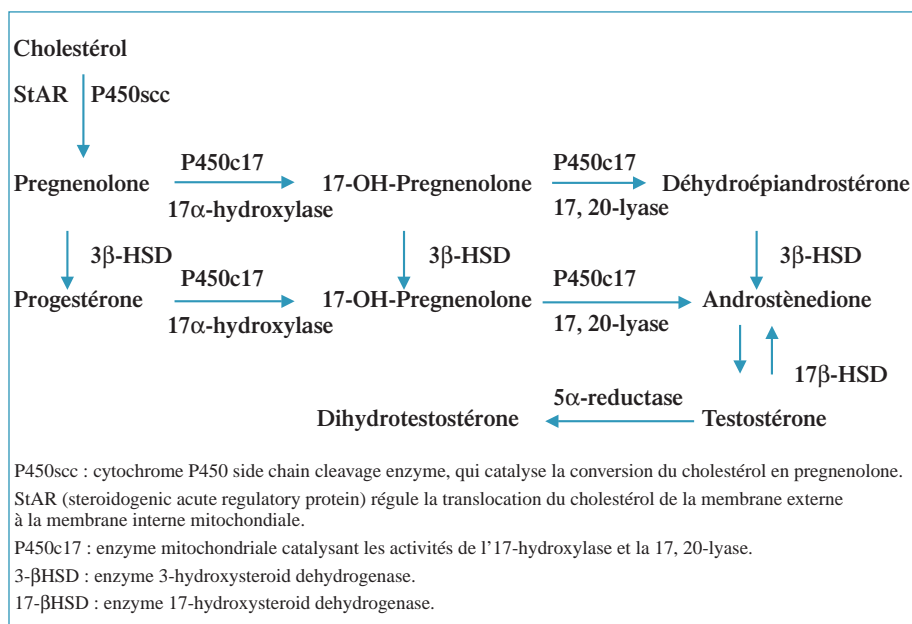 Cholestérol
StAR P450scc
P450c17 P450c17
Pregnenolone 17-OH-Pregnenolone Déhydroépiandrostérone
17α-hydroxylase 17, 20-lyase
3β-HSD 3β-HSD 3β-HSD
P450c17 P450c17
Progestérone 17-OH-Pregnenolone Androstènedione
17α-hydroxylase 17, 20-lyase
17β-HSD
5α-reductase
Dihydrotestostérone Testostérone
P450scc : cytochrome P450 side chain cleavage enzyme, qui catalyse la conversion du cholestérol en pregnenolone.
StAR (steroidogenic acute regulatory protein) régule la translocation du cholestérol de la membrane externe
à la membrane interne mitochondiale.
P450c17 : enzyme mitochondriale catalysant les activités de l'17-hydroxylase et la 17, 20-lyase.
3-βHSD : enzyme 3-hydroxysteroid dehydrogenase.
17-βHSD : enzyme 17-hydroxysteroid dehydrogenase.